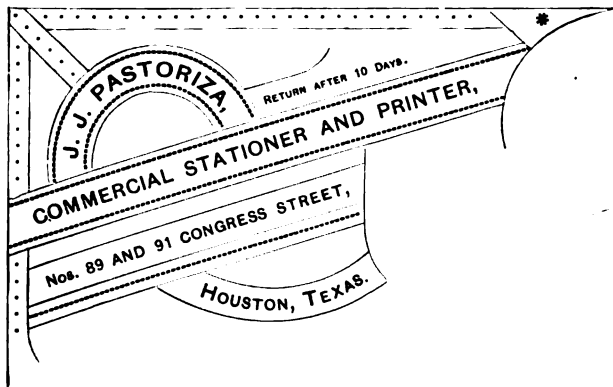 J. J. PASTORIZA,
RETURN AFTER 10 DAYS.
COMMERCIAL STATIONER AND PRINTER,
Nos. 89 AND 91 CONGRESS STREET,
HOUSTON, TEXAS.